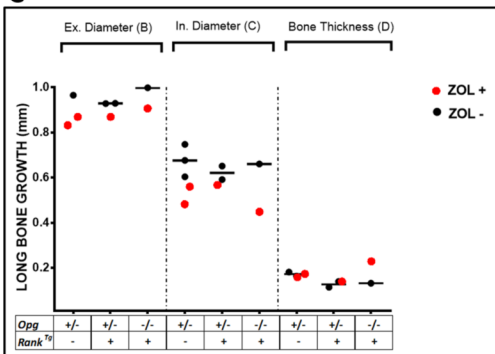 Ex. Diameter (B) In. Diameter (C) Bone Thickness (D)
LONG BONE GROWTH (mm)
1.0
0.8
0.6
0.4
0.2
ZOL +
ZOL -
Opg +/- +/- -/- +/- +/- -/- +/- +/- -/-
Rank Tg - + + - + + - + +